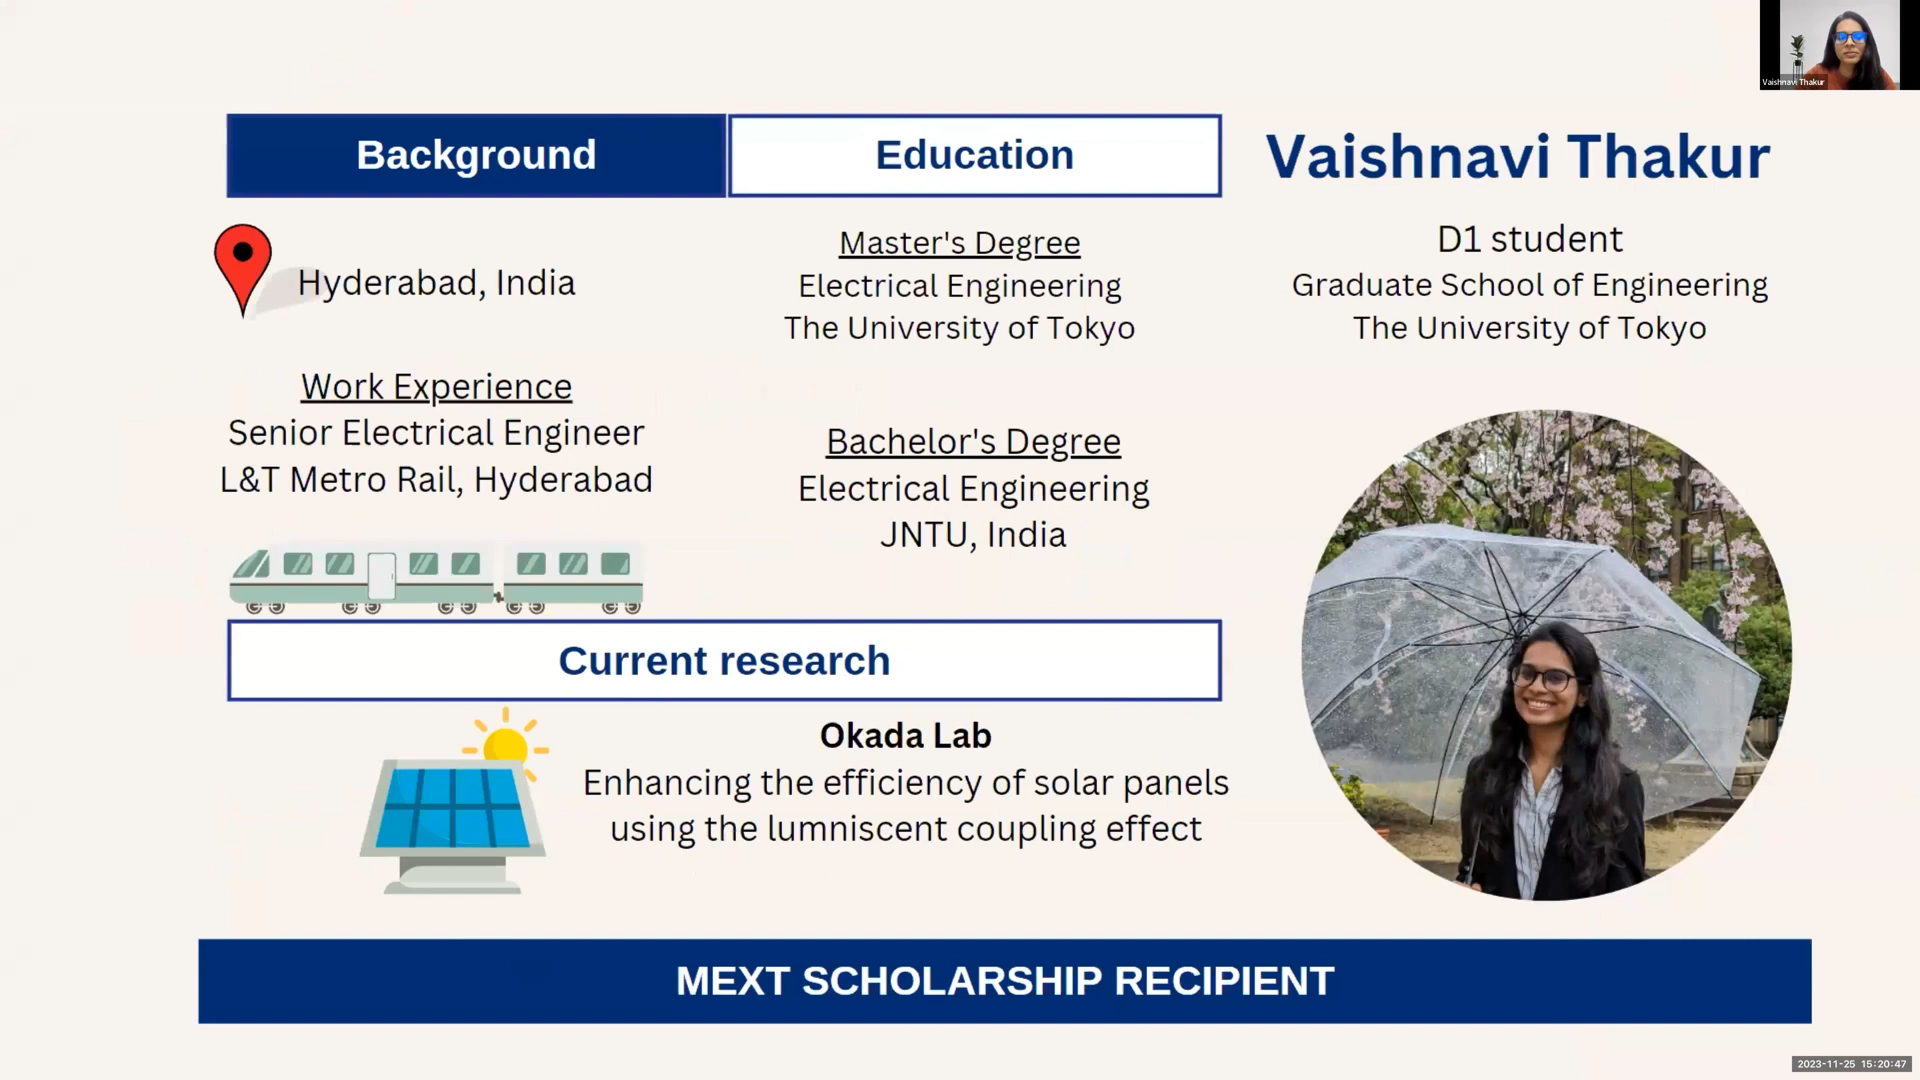 Vaishnavi Thakur
Background
Education
Vaishnavi Thakur
Hyderabad, India
Work Experience
Senior Electrical Engineer
L&T Metro Rail, Hyderabad
Master's Degree
Electrical Engineering
The University of Tokyo
Bachelor's Degree
Electrical Engineering
JNTU, India
D1 student
Graduate School of Engineering
The University of Tokyo
Current research
Okada Lab
Enhancing the efficiency of solar panels
using the lumniscent coupling effect
MEXT SCHOLARSHIP RECIPIENT
2023-11-25 15:20:47